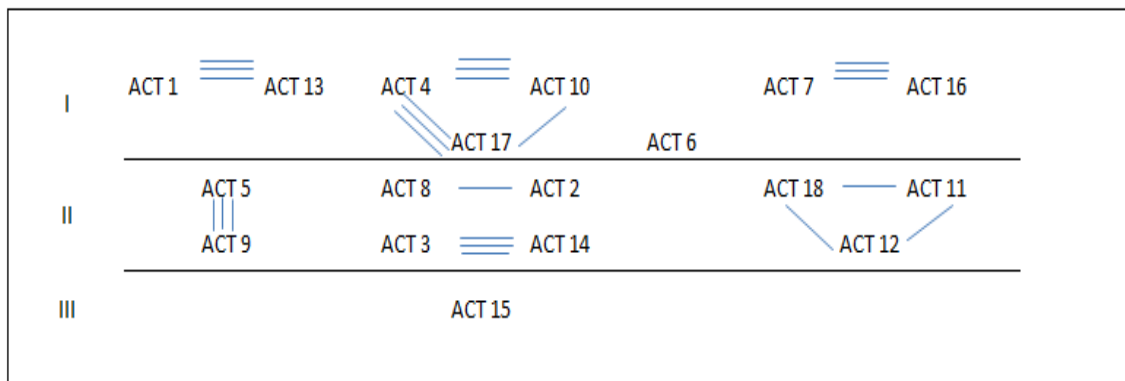 ACT 1 ACT 13 ACT 4 ACT 10 ACT 7 ACT 16
I
ACT 17 ACT 6
ACT 5 ACT 8 ACT 2 ACT 18 ACT 11
II
ACT 9 ACT 3 ACT 14 ACT 12
III ACT 15